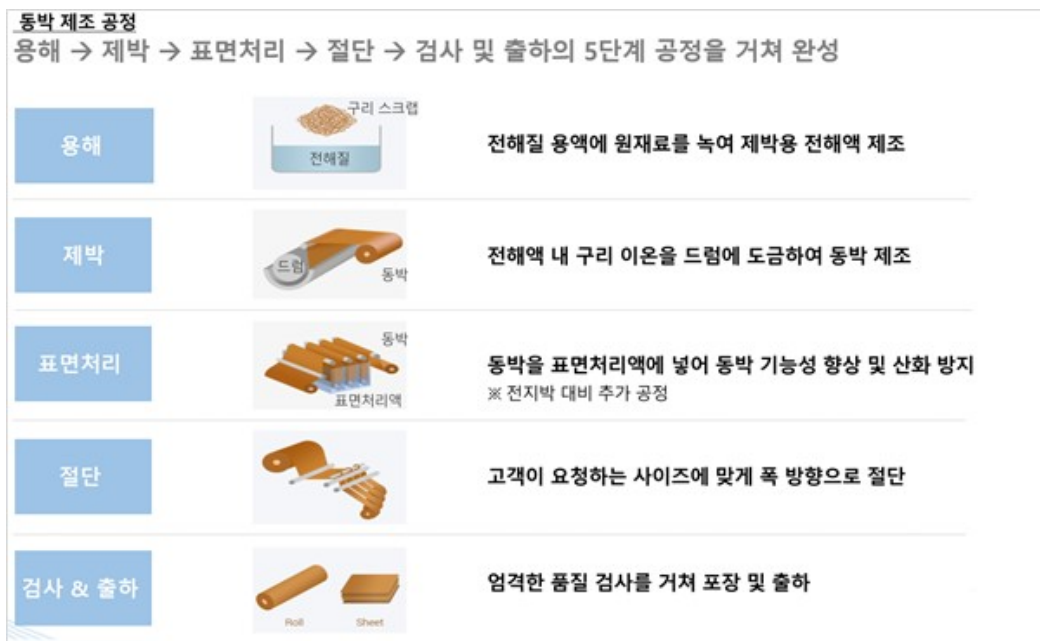 동박 제조 공정
용해 → 제박 → 표면처리 → 절단 → 검사 및 출하의 5단계 공정을 거쳐 완성
용해
구리 스크랩
전해질
전해질 용액에 원재료를 녹여 제박용 전해액 제조
제박
드럼
동박
전해액 내 구리 이온을 드럼에 도금하여 동박 제조
표면처리
동박
표면처리액
동박을 표면처리액에 넣어 동박 기능성 향상 및 산화 방지
※ 전지박 대비 추가 공정
절단
고객이 요청하는 사이즈에 맞게 폭 방향으로 절단
검사 & 출하
Roll
Sheet
엄격한 품질 검사를 거쳐 포장 및 출하